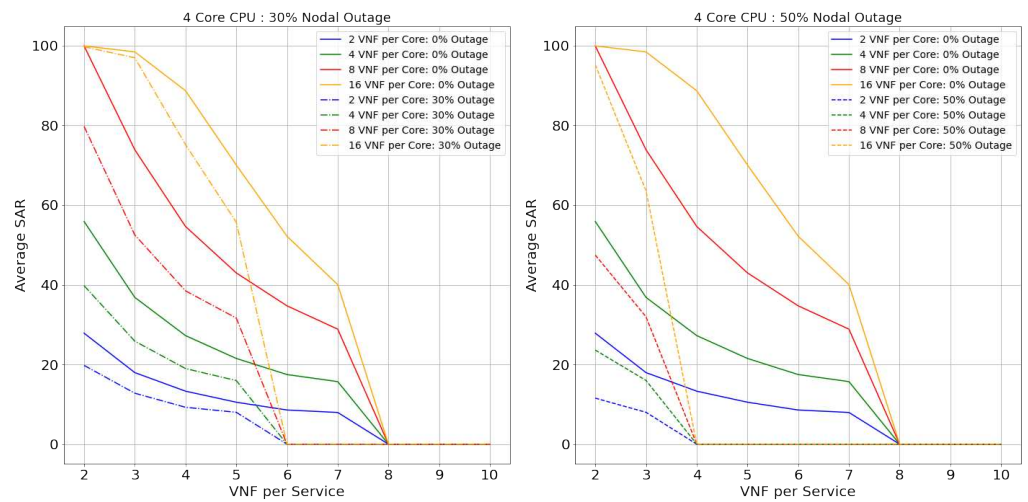 4 Core CPU : 30% Nodal Outage
100
80
60
40
20
0
Average SAR
2 VNF per Core: 0% Outage
4 VNF per Core: 0% Outage
8 VNF per Core: 0% Outage
16 VNF per Core: 0% Outage
2 VNF per Core: 30% Outage
4 VNF per Core: 30% Outage
8 VNF per Core: 30% Outage
16 VNF per Core: 30% Outage
2 3 4 5 6 7 8 9 10
VNF per Service
4 Core CPU : 50% Nodal Outage
100
80
60
40
20
0
Average SAR
2 VNF per Core: 0% Outage
4 VNF per Core: 0% Outage
8 VNF per Core: 0% Outage
16 VNF per Core: 0% Outage
2 VNF per Core: 50% Outage
4 VNF per Core: 50% Outage
8 VNF per Core: 50% Outage
16 VNF per Core: 50% Outage
2 3 4 5 6 7 8 9 10
VNF per Service